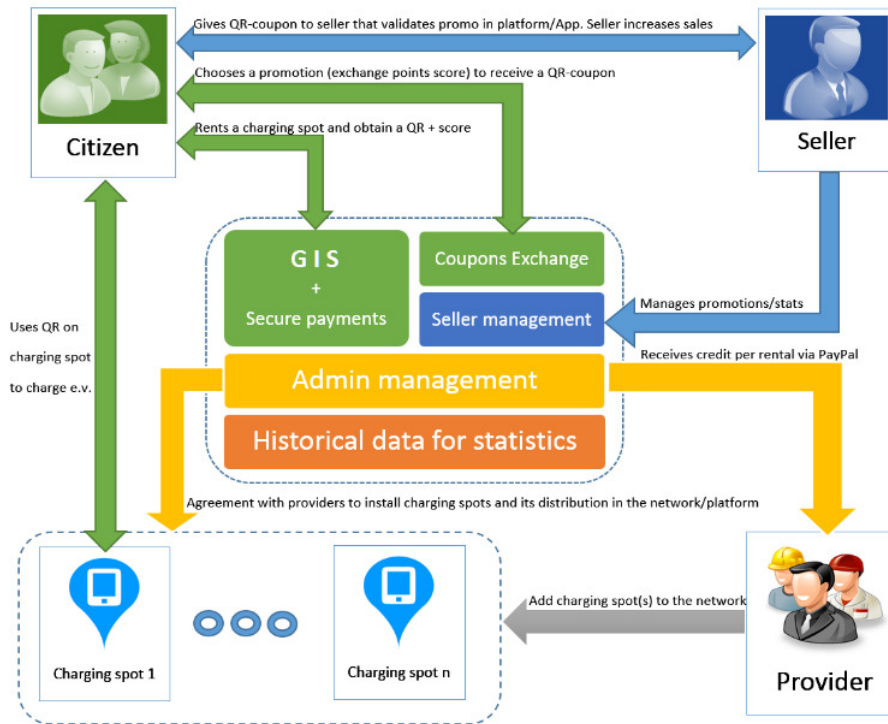 Gives QR-coupon to seller that validates promo in platform/App. Seller increases sales
Chooses a promotion (exchange points score) to receive a QR-coupon
Rents a charging spot and obtain a QR + score
Citizen
Seller
G I S
+
Secure payments
Coupons Exchange
Seller management
Manages promotions/stats
Receives credit per rental via PayPal
Uses QR on
charging spot
to charge e.v.
Admin management
Historical data for statistics
Agreement with providers to install charging spots and its distribution in the network/platform
Charging spot 1
Charging spot n
Add charging spot(s) to the network
Provider